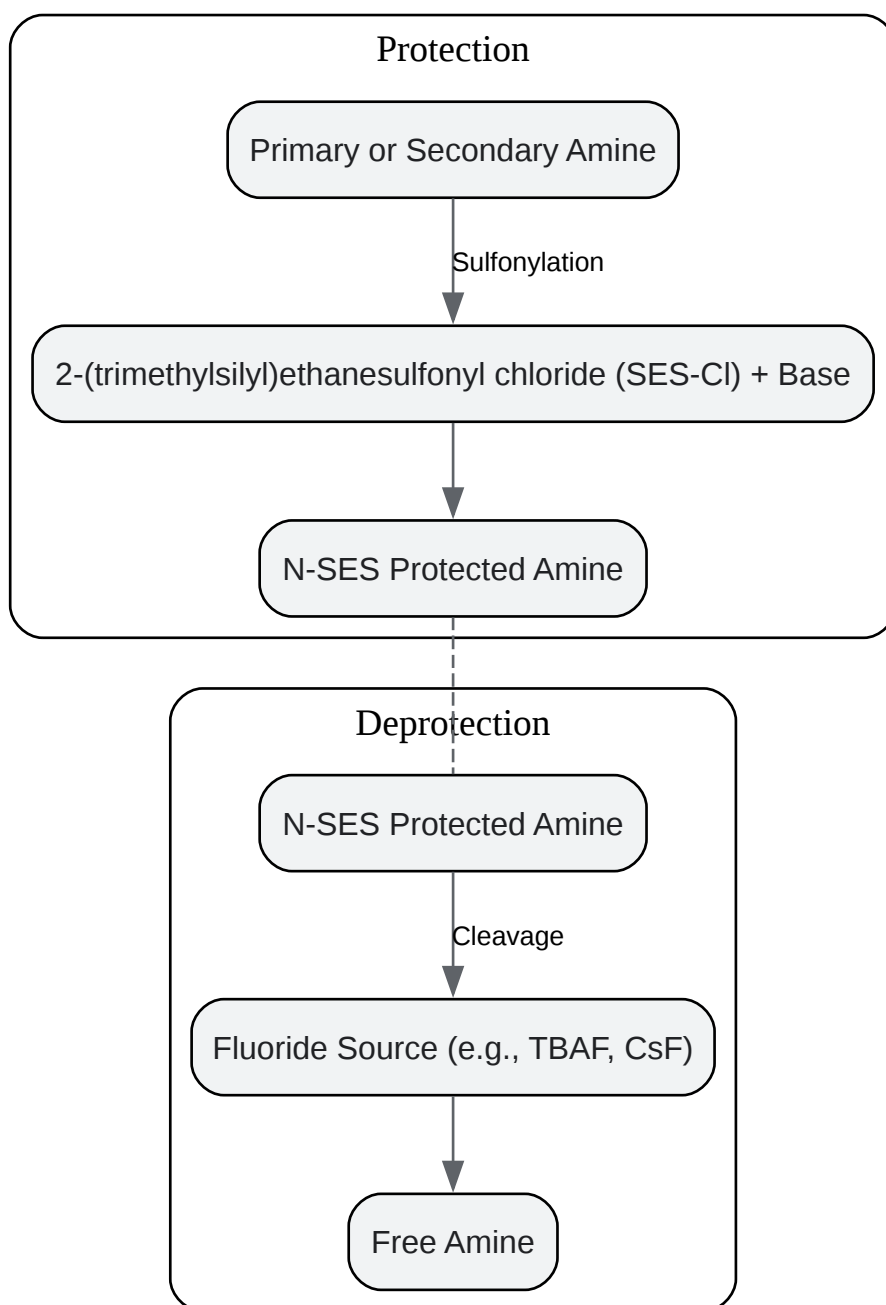 Protection
Primary or Secondary Amine
Sulfonylation
2-(trimethylsilyl)ethanesulfonyl chloride (SES-Cl) + Base
N-SES Protected Amine
Deprotection
N-SES Protected Amine
Cleavage
Fluoride Source (e.g., TBAF, CsF)
Free Amine